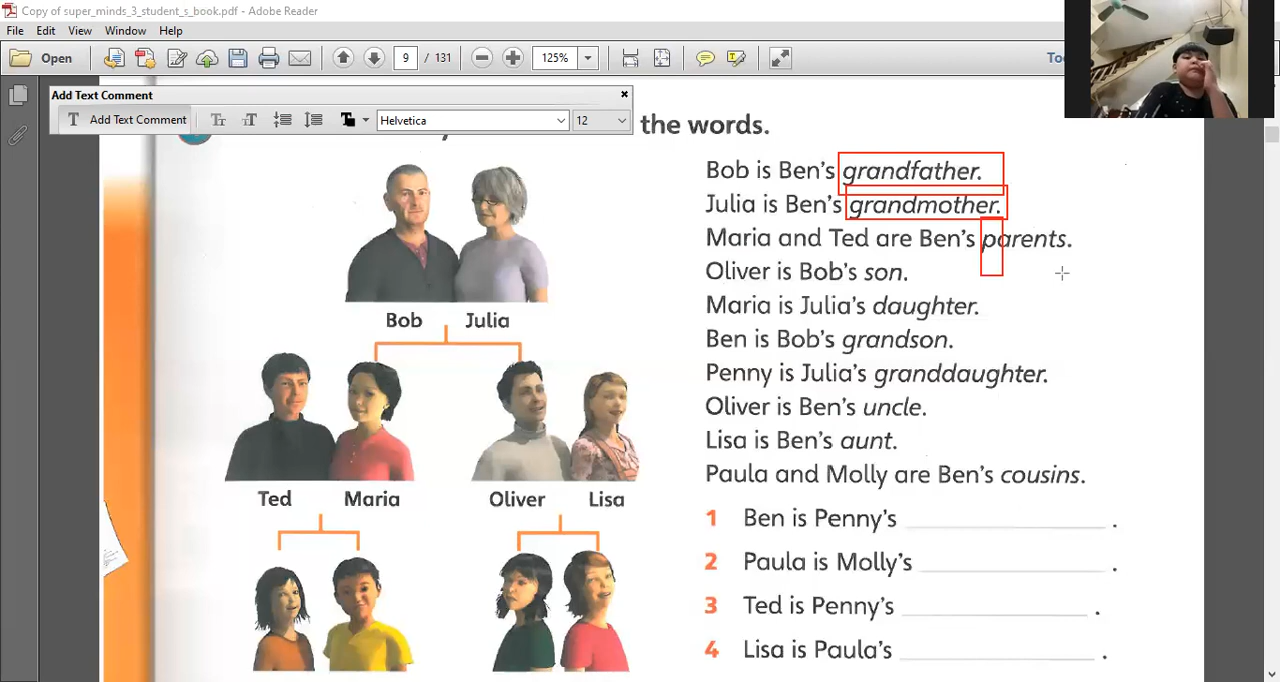 Copy of super_minds_3_student_s_book.pdf - Adobe Reader
File Edit View Window Help
Open 9 / 131 125%
Add Text Comment
Add Text Comment Helvetica 12
the words.
Bob is Ben's grandfather.
Julia is Ben's grandmother.
Maria and Ted are Ben's parents.
Oliver is Bob's son.
Maria is Julia's daughter.
Ben is Bob's grandson.
Penny is Julia's granddaughter.
Oliver is Ben's uncle.
Lisa is Ben's aunt.
Paula and Molly are Ben's cousins.
Bob Julia
Ted Maria Oliver Lisa
1 Ben is Penny's ____________ .
2 Paula is Molly's ____________ .
3 Ted is Penny's ____________ .
4 Lisa is Paula's ____________ .